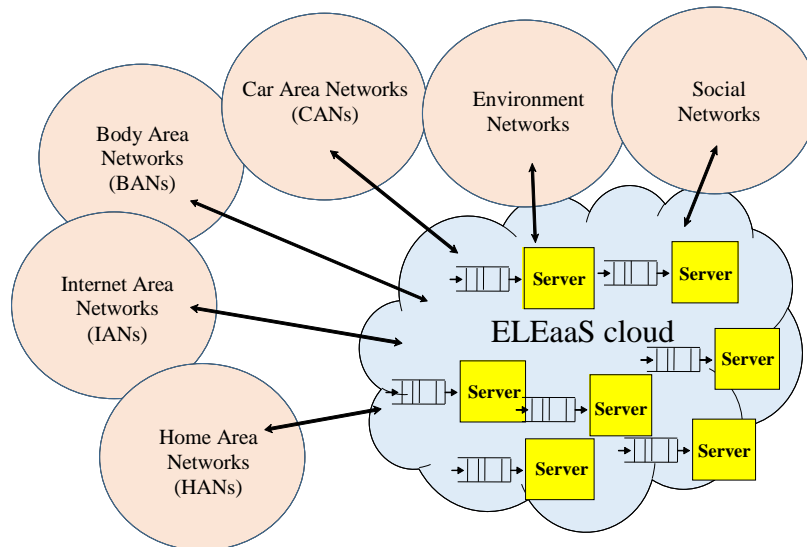 Car Area Networks
(CANs)
Environment
Networks
Social
Networks
Body Area
Networks
(BANs)
Internet Area
Networks
(IANs)
Home Area
Networks
(HANs)
Server
Server
ELEaaS cloud
Server
Server
Server
Server
Server